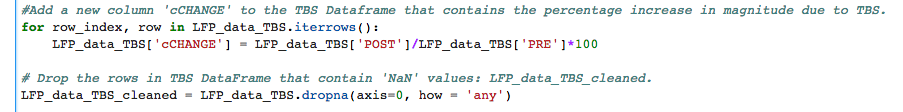 #Add a new column 'cCHANGE' to the TBS Dataframe that contains the percentage increase in magnitude due to TBS.
for row_index, row in LFP_data_TBS.iterrows():
    LFP_data_TBS['cCHANGE'] = LFP_data_TBS['POST']/LFP_data_TBS['PRE']*100
# Drop the rows in TBS DataFrame that contain 'NaN' values: LFP_data_TBS_cleaned.
LFP_data_TBS_cleaned = LFP_data_TBS.dropna(axis=0, how = 'any')